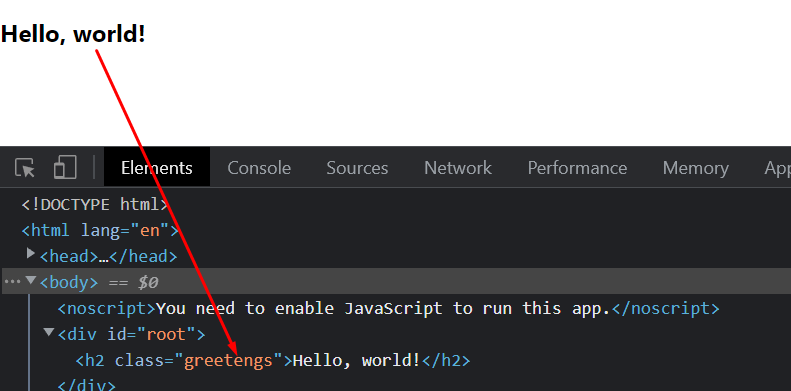 Hello, world!
Elements Console Sources Network Performance Memory App
<!DOCTYPE html>
<html lang="en">
<head>…</head>
<body> == $0
<noscript>You need to enable JavaScript to run this app.</noscript>
<div id="root">
<h2 class="greetengs">Hello, world!</h2>
</div>